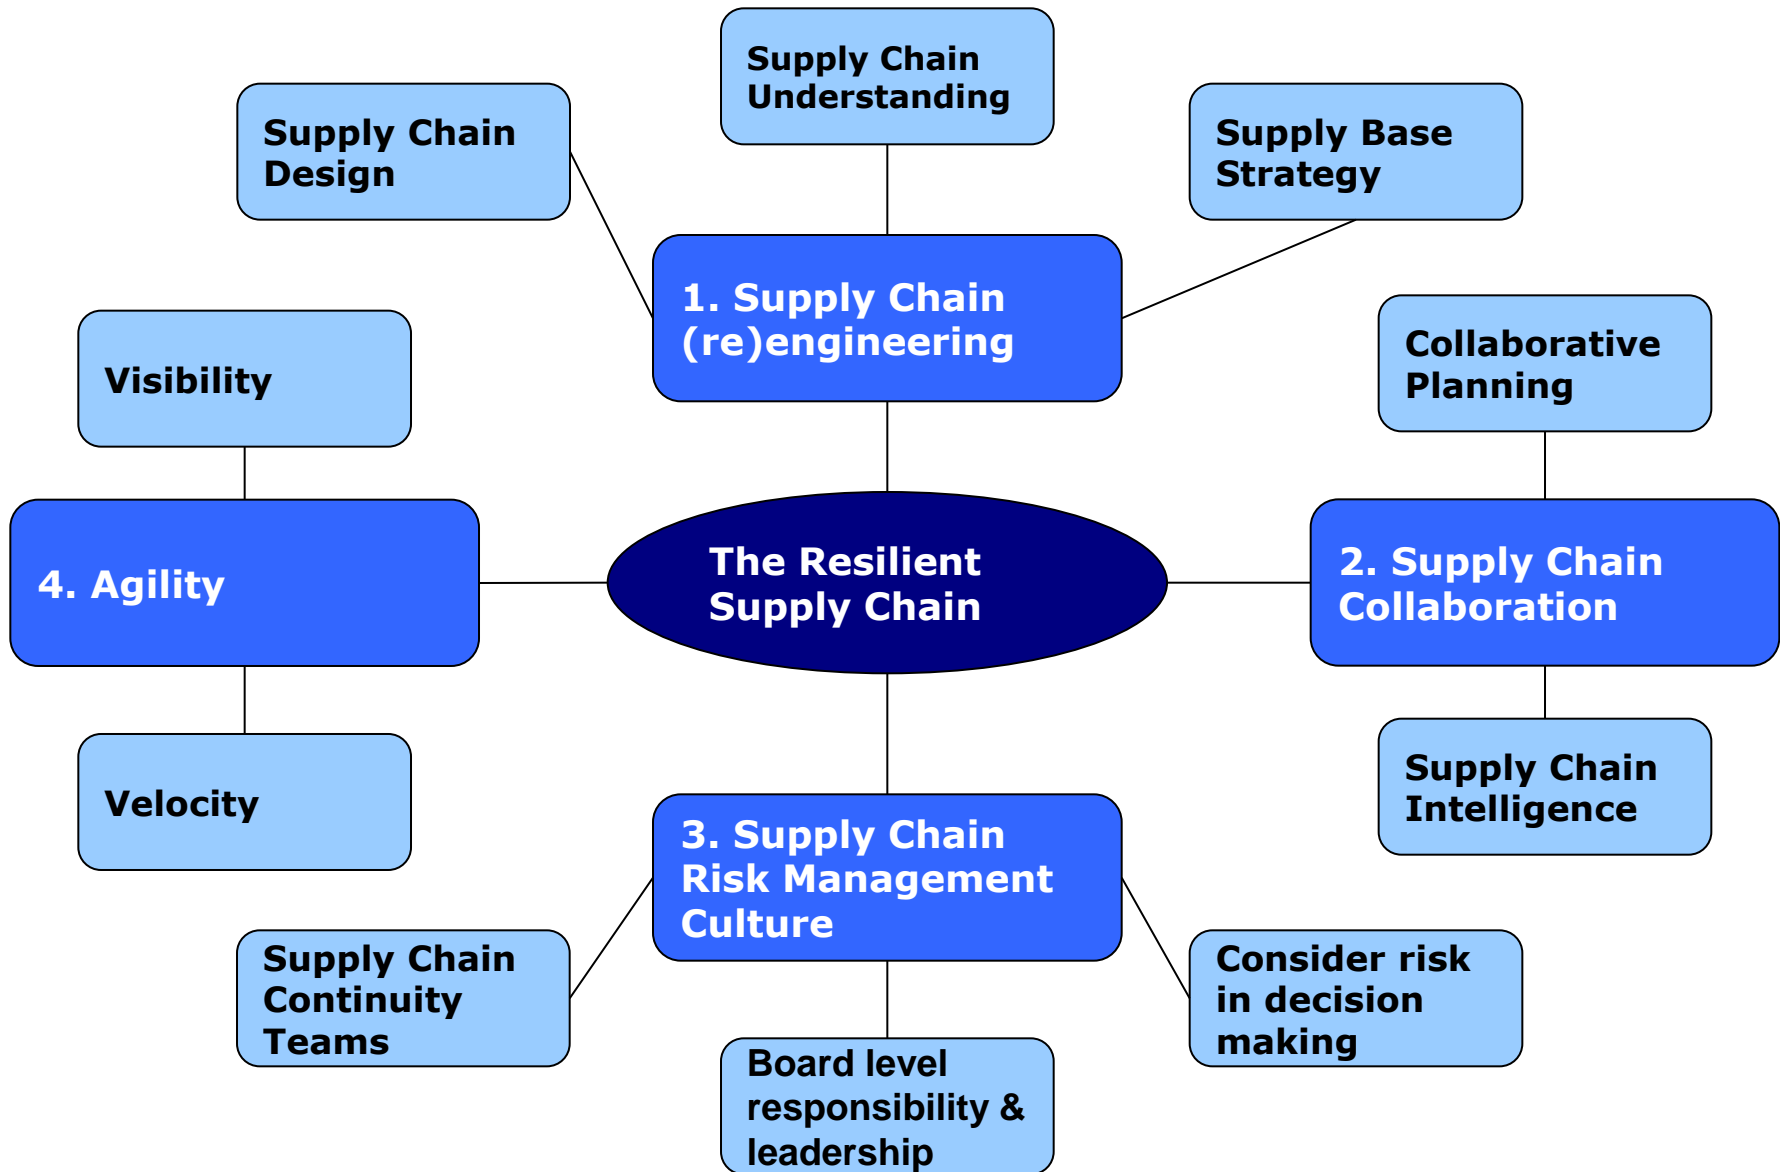 Supply Chain
Understanding
Supply Chain
Design
Supply Base
Strategy
1. Supply Chain
(re)engineering
Visibility
Collaborative
Planning
4. Agility
The Resilient
Supply Chain
2. Supply Chain
Collaboration
Velocity
Supply Chain
Intelligence
3. Supply Chain
Risk Management
Culture
Supply Chain
Continuity
Teams
Consider risk
in decision
making
Board level
responsibility &
leadership